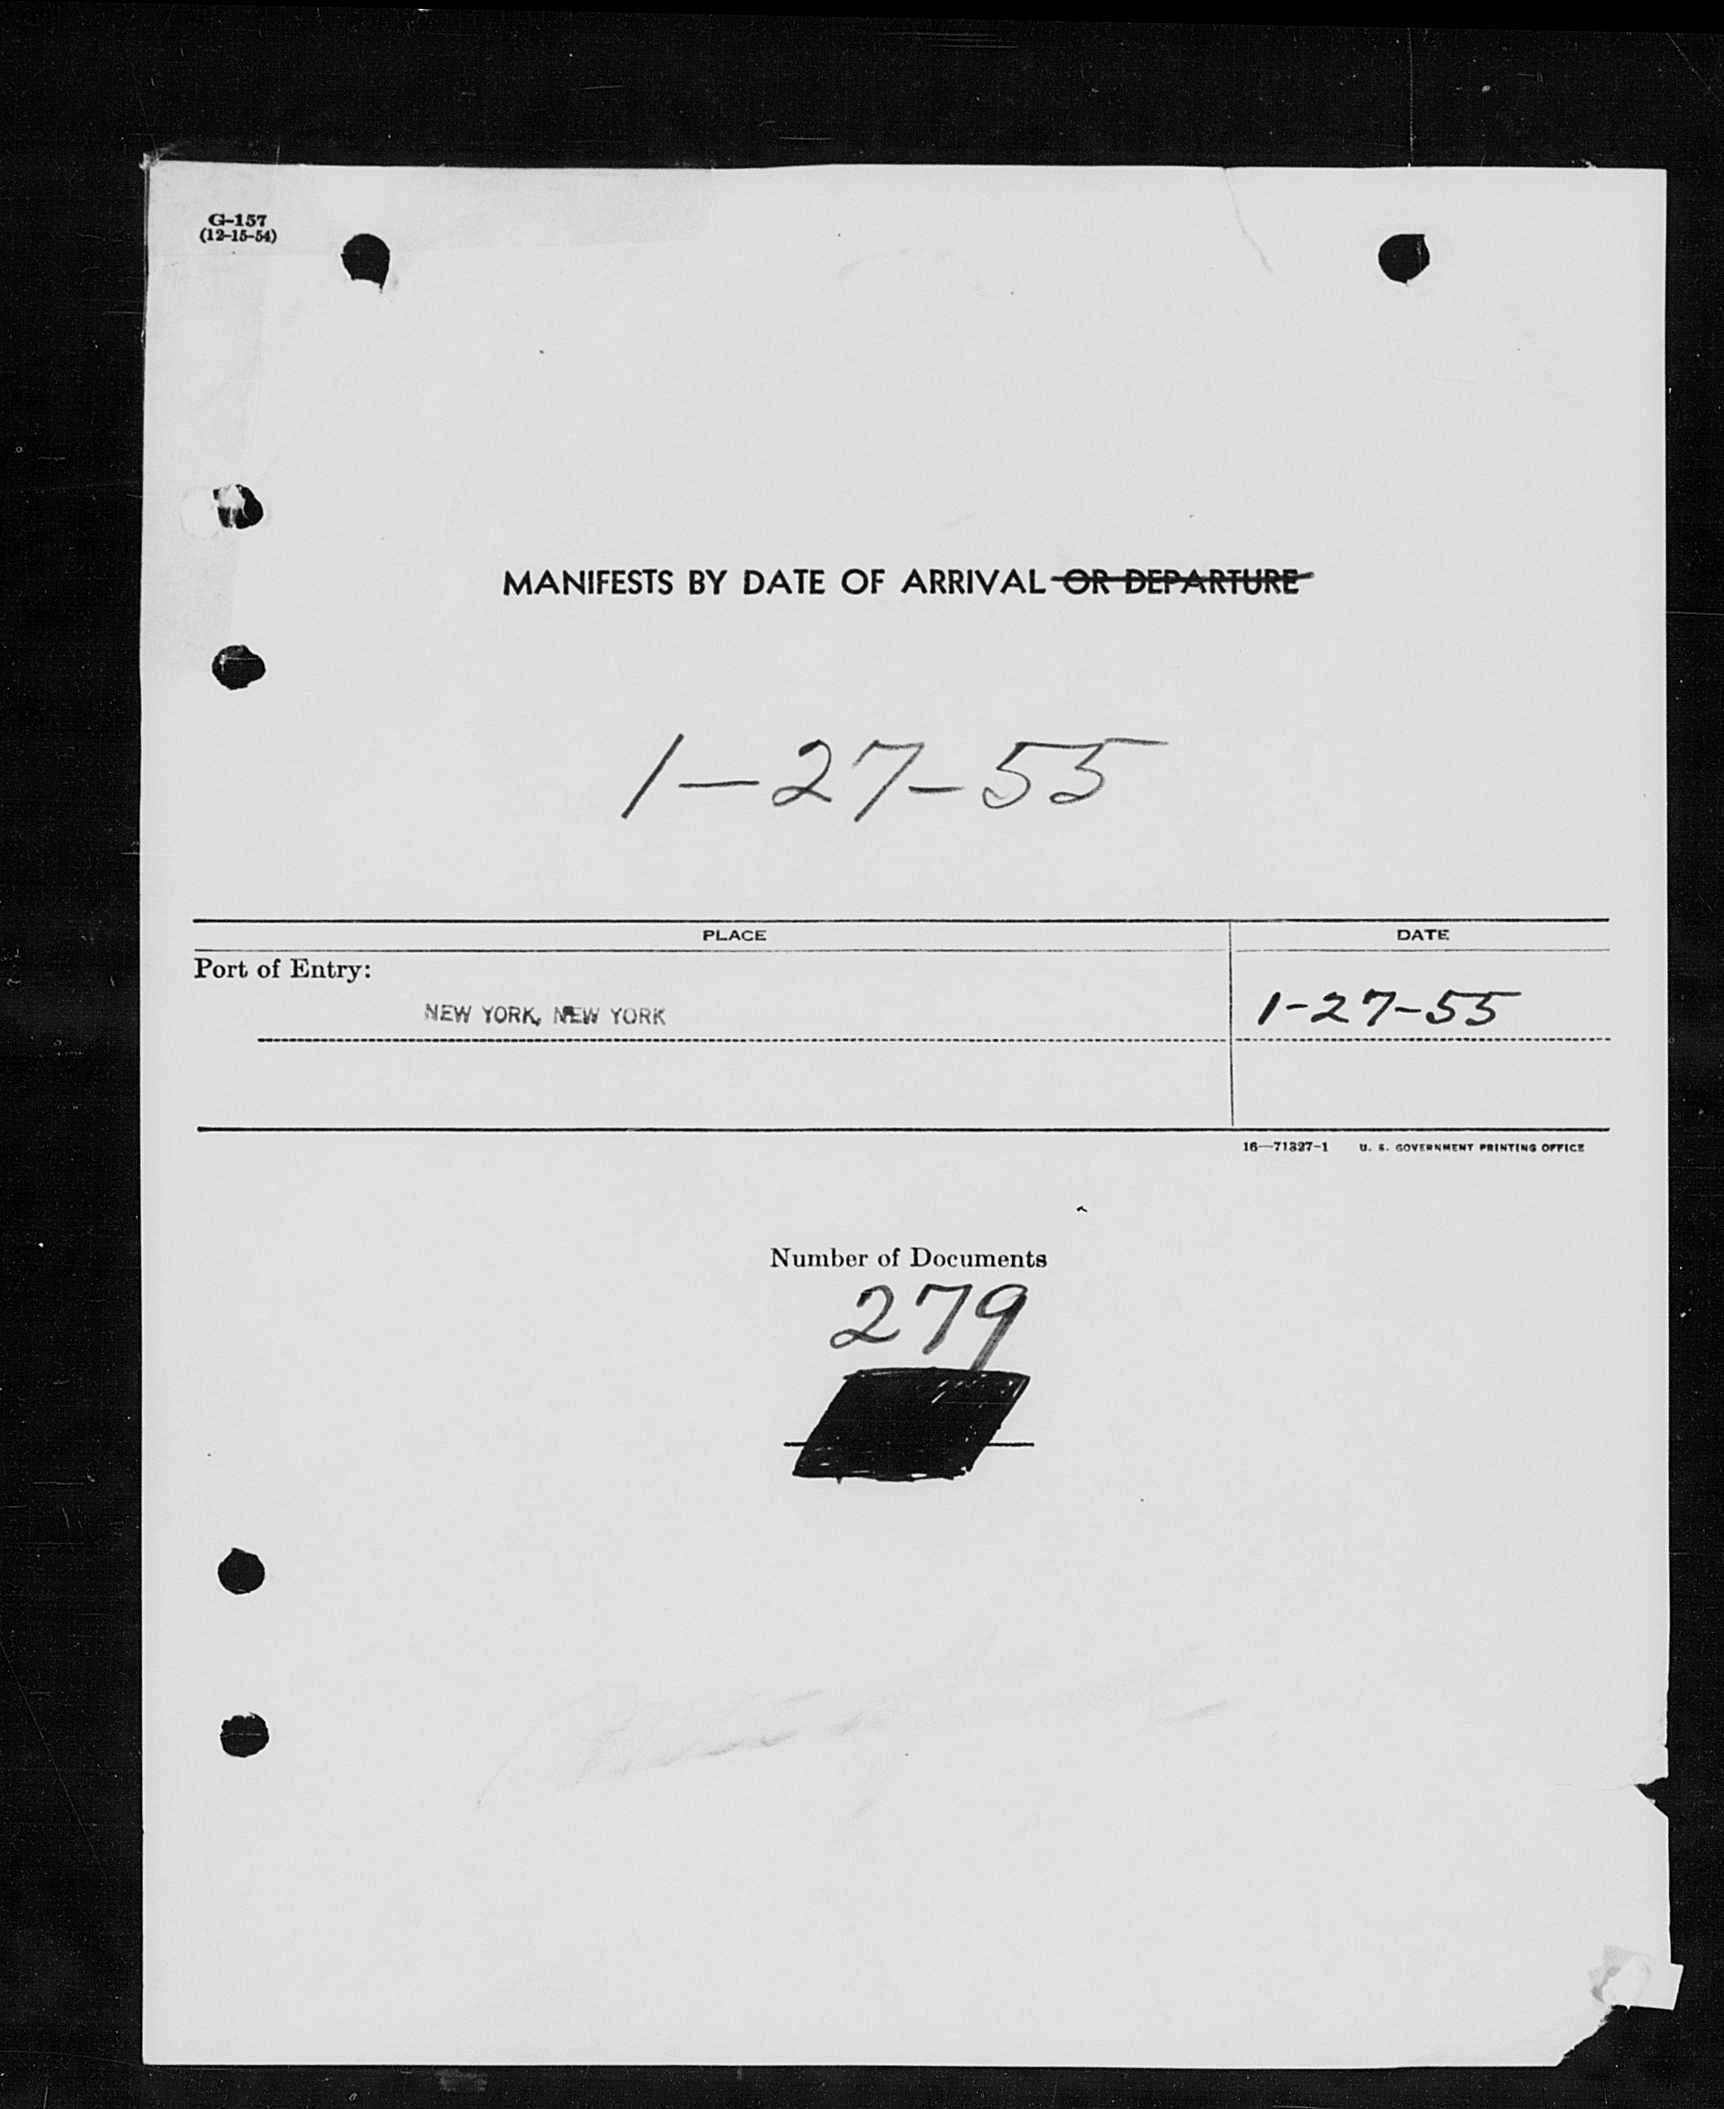 G-157
(12-15-54)
MANIFESTS BY DATE OF ARRIVAL OR DEPARTURE
1-27-55
PLACE
DATE
Port of Entry:
NEW YORK, NEW YORK
1-27-55
16—71327-1 U. S. GOVERNMENT PRINTING OFFICE
Number of Documents
279